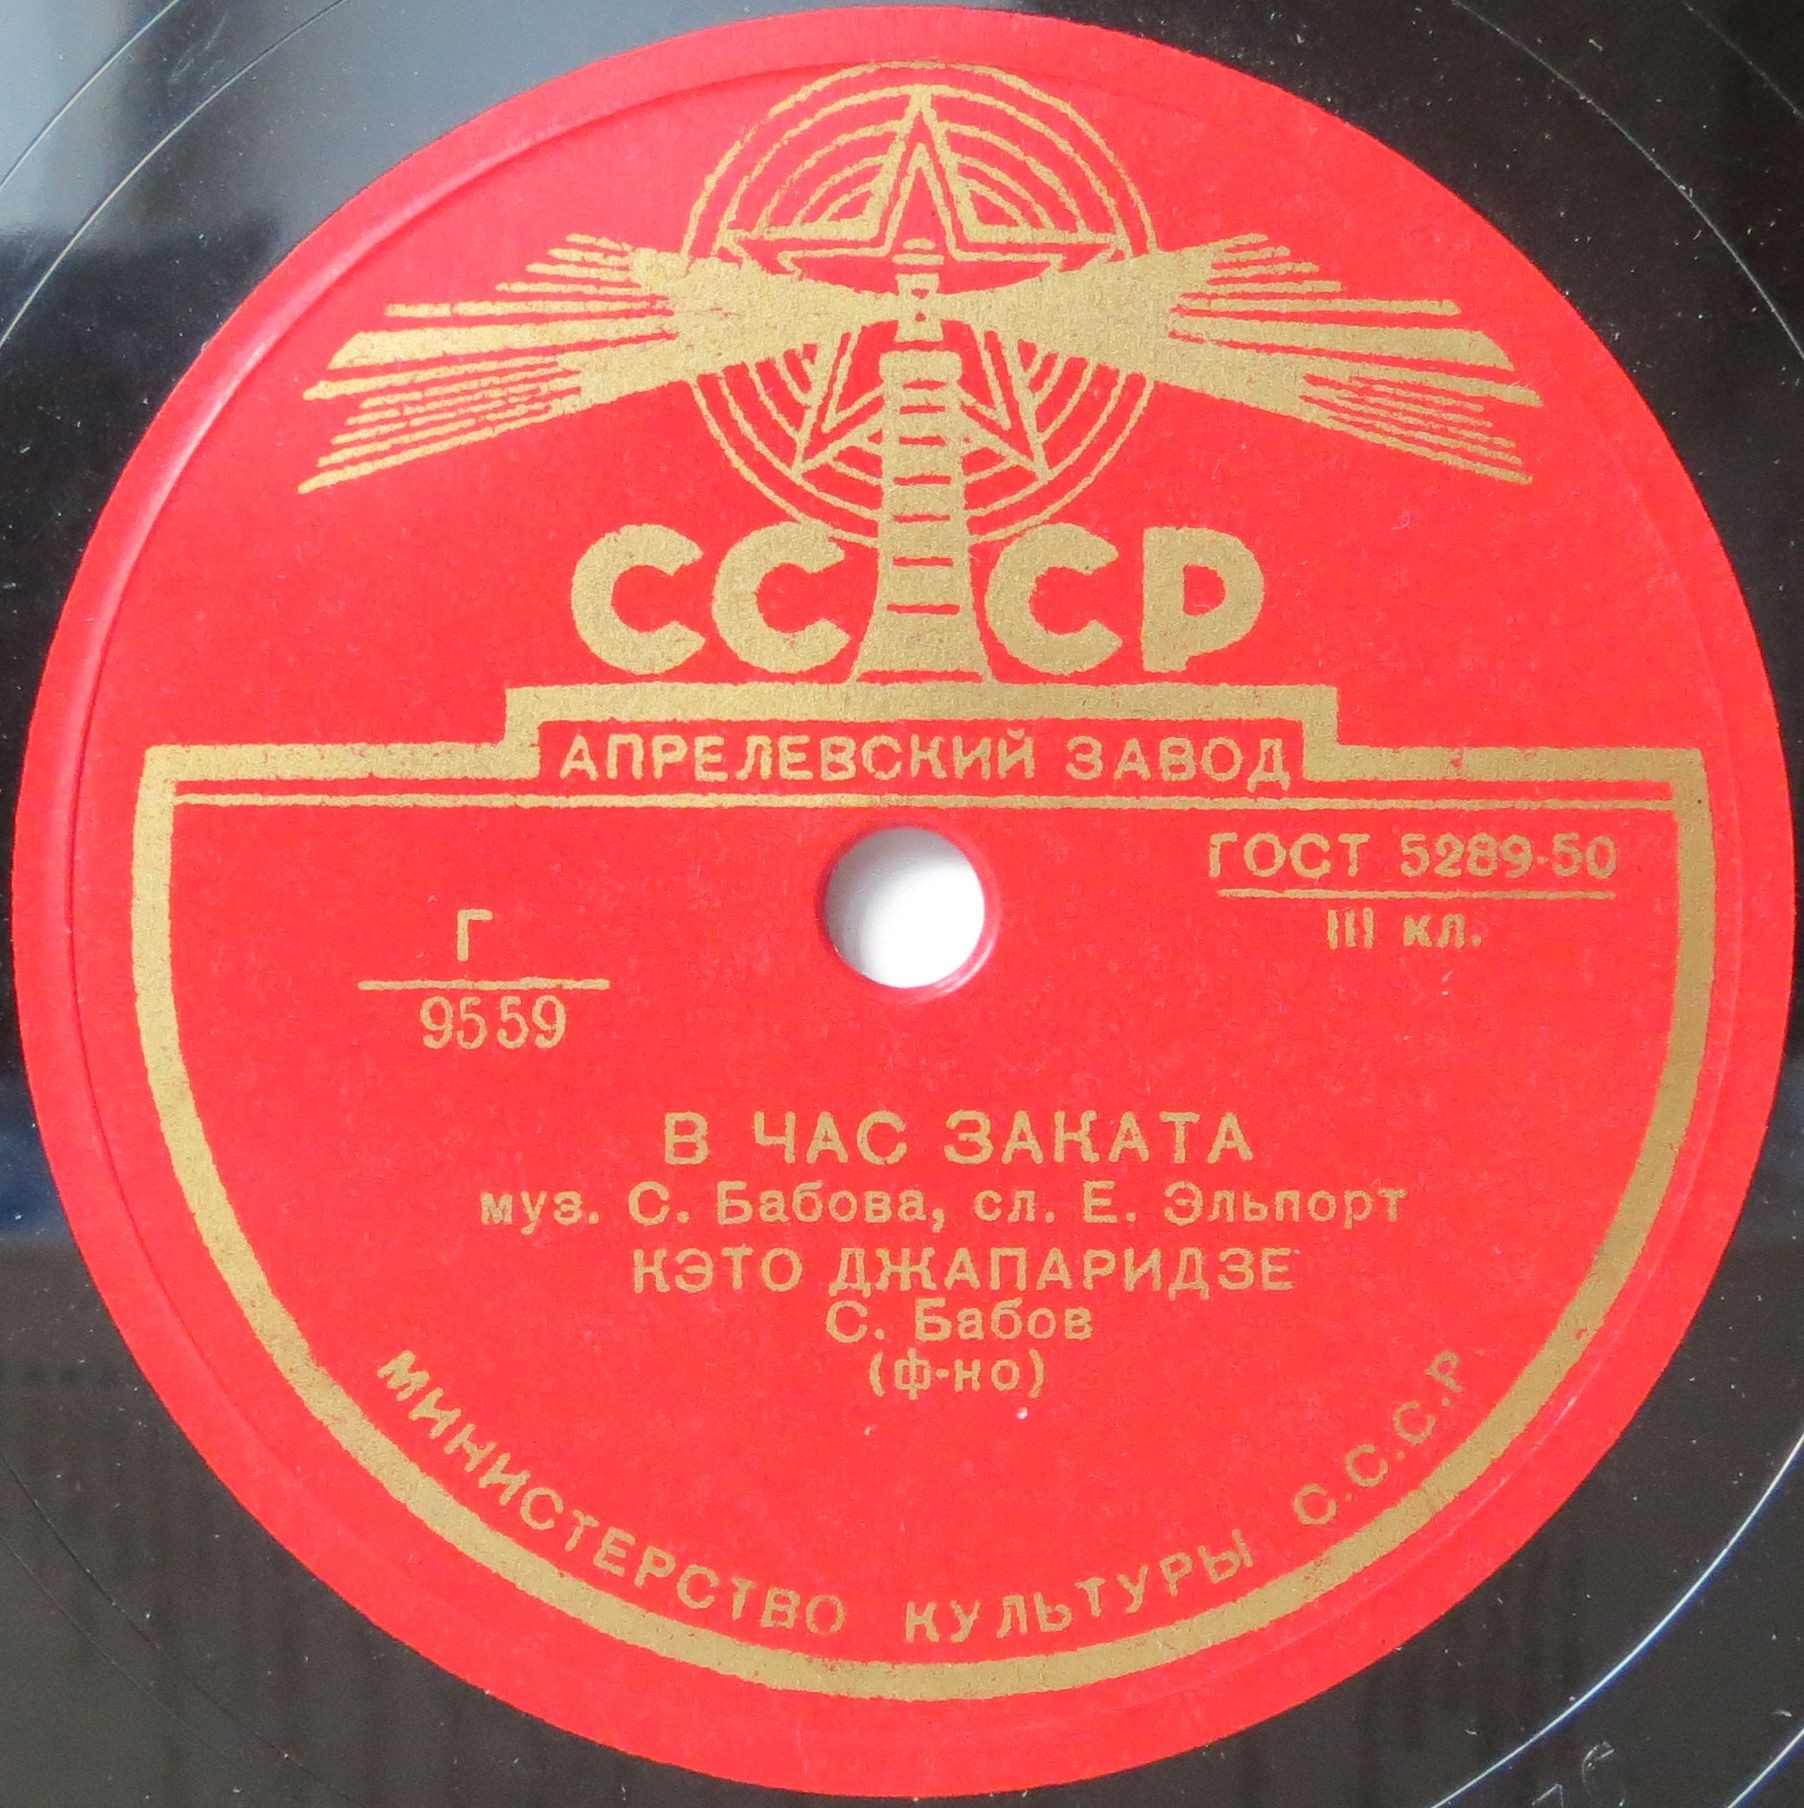 СССР
АПРЕЛЕВСКИЙ ЗАВОД
ГОСТ 5289-50
III кл.
Г
9559
В ЧАС ЗАКАТА
муз. С. Бабова, сл. Е. Эльпорт
КЭТО ДЖАПАРИДЗЕ
С. Бабов
(ф-но)
МИНИСТЕРСТВО КУЛЬТУРЫ С.С.С.Р.